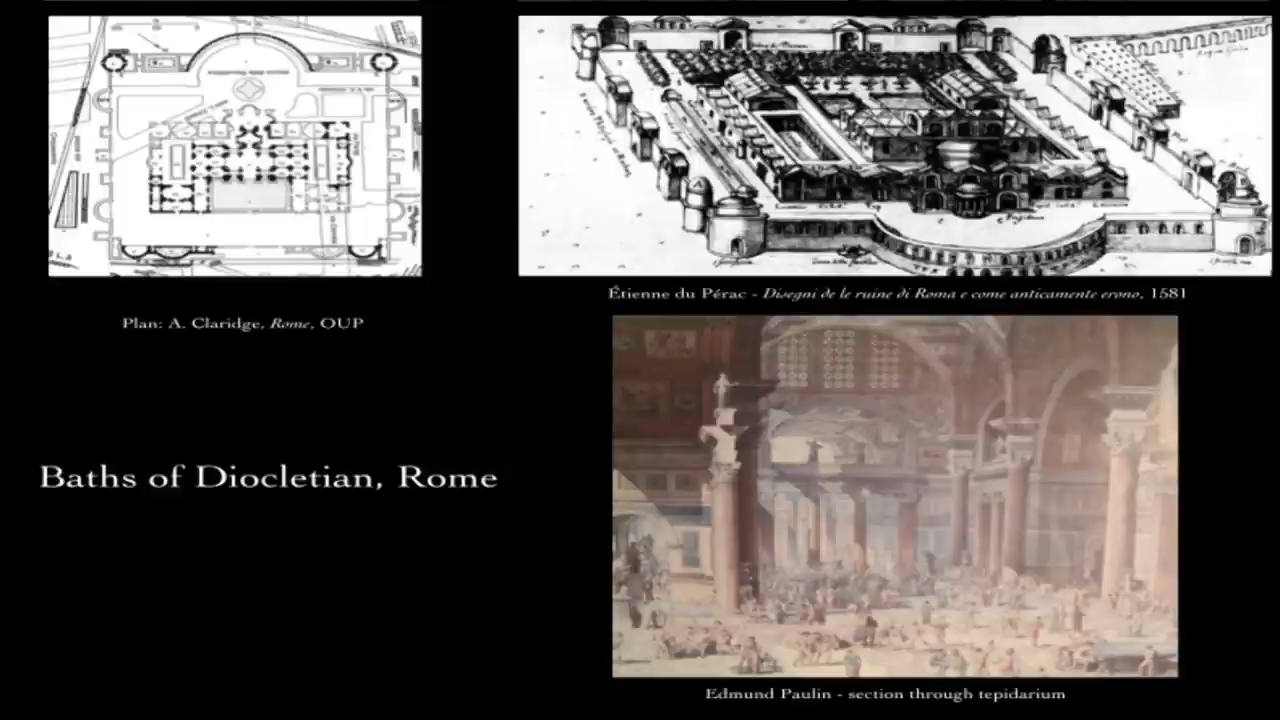 Étienne du Pérac - Disegni de le ruine di Roma e come anticamente erono, 1581
Plan: A. Claridge, Rome, OUP
Baths of Diocletian, Rome
Edmund Paulin - section through tepidarium